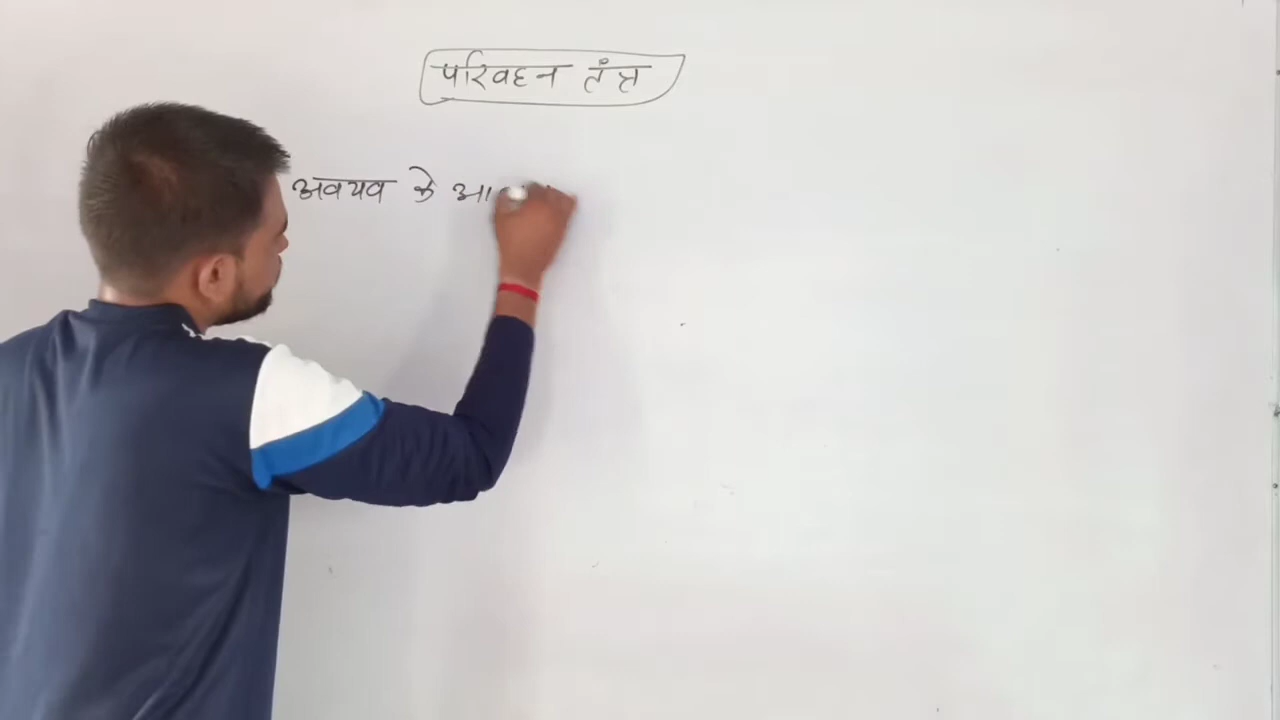 परिवहन तंत्र
अवयव के